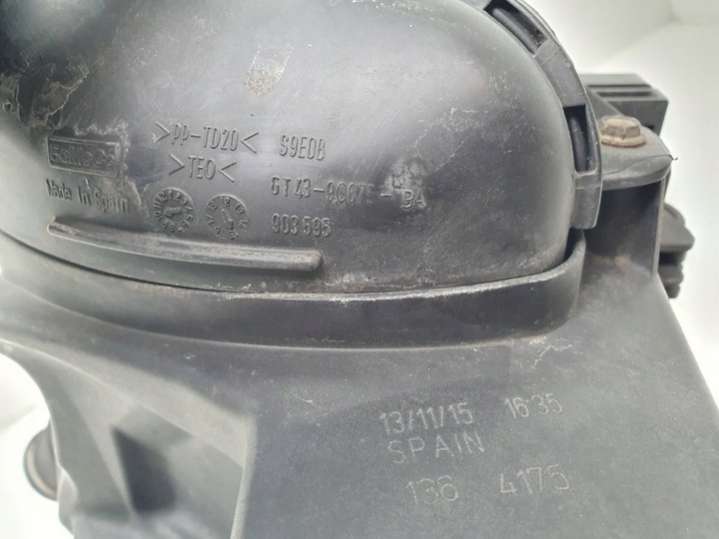 >PP-TD20< S9E0B
>TEO<
Made In Spain
903 595
13/11/15 16:35
SPAIN
136 4175